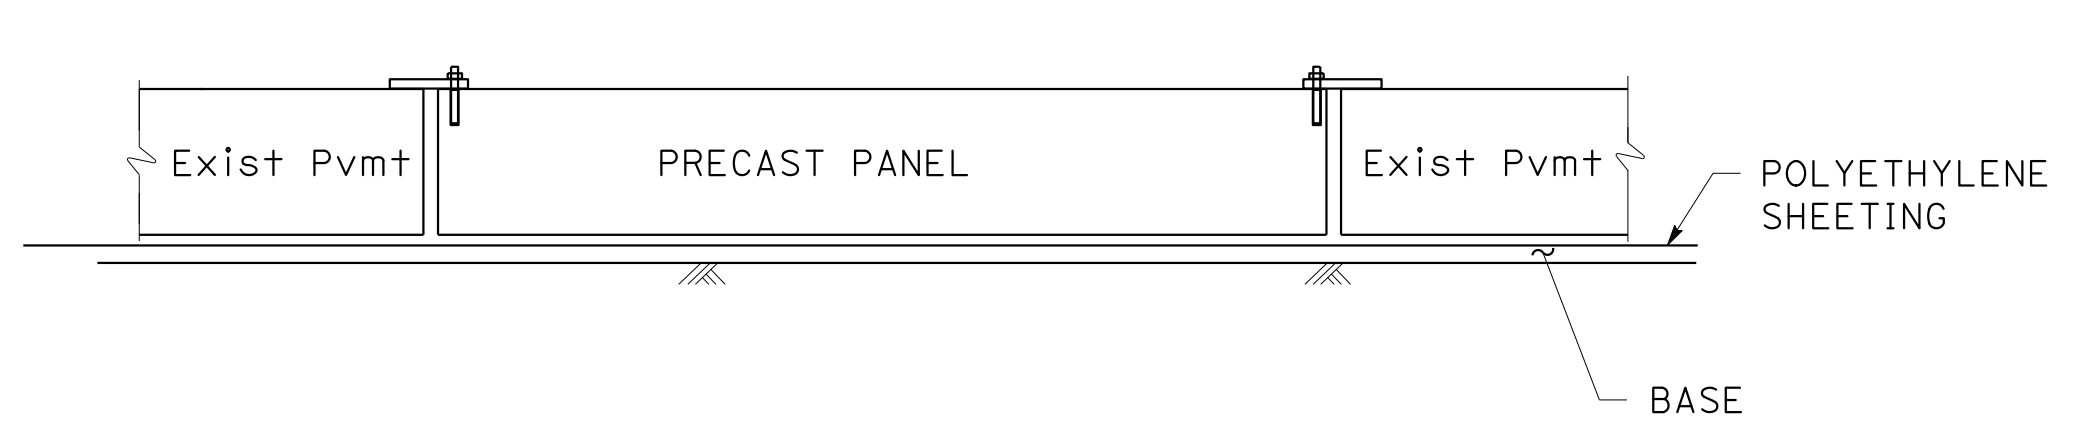 Exist Pvmt
PRECAST PANEL
Exist Pvmt
POLYETHYLENE
SHEETING
BASE